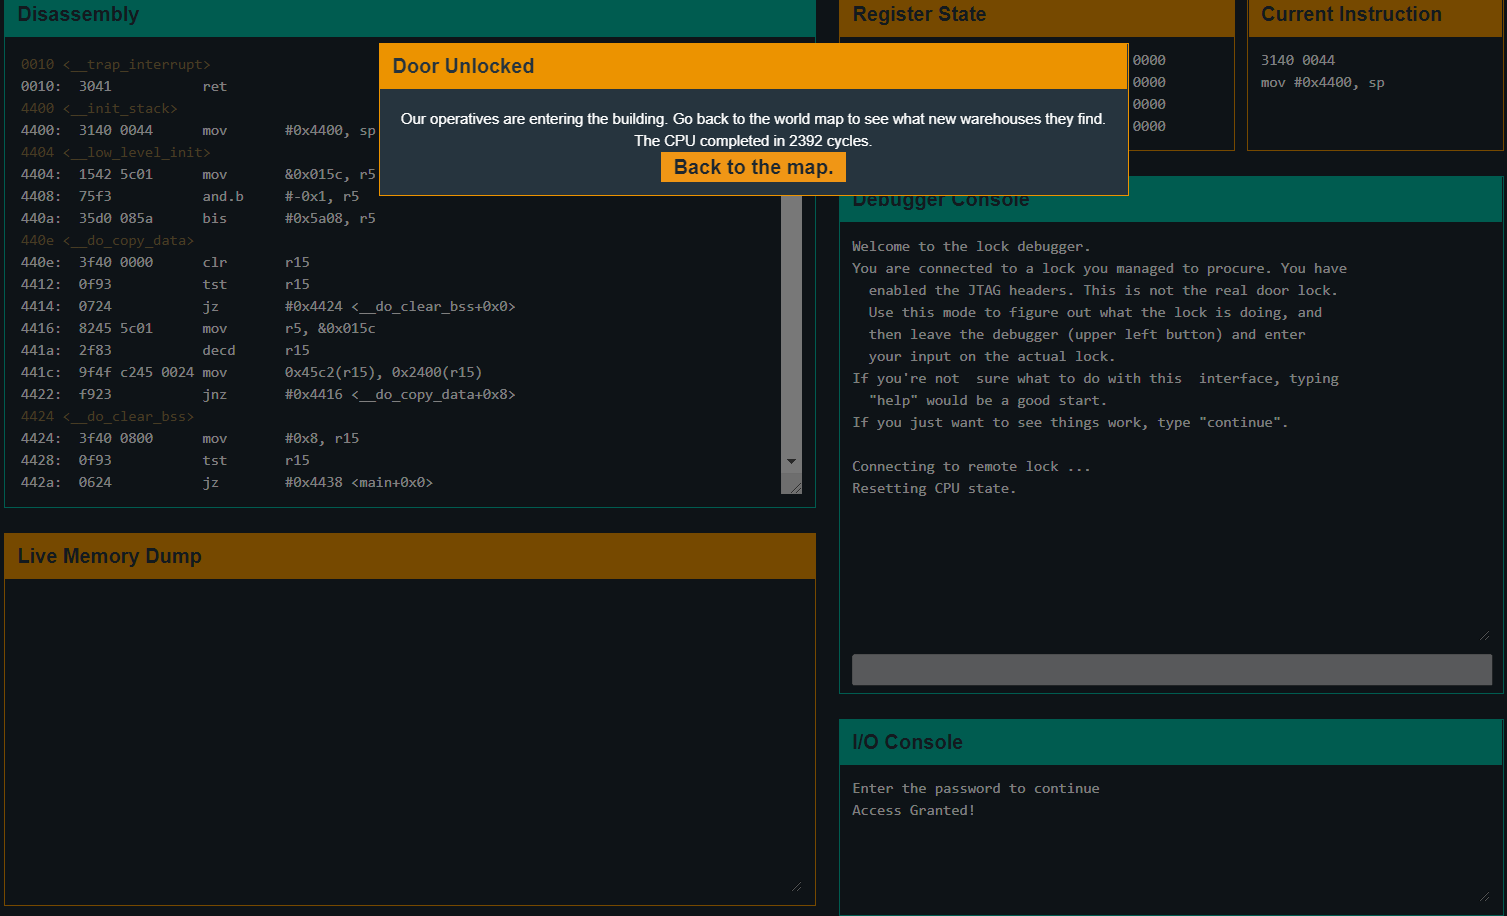 Disassembly
0010 <__trap_interrupt>
0010: 3041 ret
4400 <__init_stack>
4400: 3140 0044 mov #0x4400, sp
4404 <__low_level_init>
4404: 1542 5c01 mov &0x015c, r5
4408: 75f3 and.b #-0x1, r5
440a: 35d0 085a bis #0x5a08, r5
440e <__do_copy_data>
440e: 3f40 0000 clr r15
4412: 0f93 tst r15
4414: 0724 jz #0x4424 <__do_clear_bss+0x0>
4416: 8245 5c01 mov r5, &0x015c
441a: 2f83 decd r15
441c: 9f4f c245 0024 mov 0x45c2(r15), 0x2400(r15)
4422: f923 jnz #0x4416 <__do_copy_data+0x8>
4424 <__do_clear_bss>
4424: 3f40 0800 mov #0x8, r15
4428: 0f93 tst r15
442a: 0624 jz #0x4438 <main+0x0>
Live Memory Dump
Door Unlocked
Our operatives are entering the building. Go back to the world map to see what new warehouses they find.
The CPU completed in 2392 cycles.
Back to the map.
Register State
0000
0000
0000
0000
Current Instruction
3140 0044
mov #0x4400, sp
Debugger Console
Welcome to the lock debugger.
You are connected to a lock you managed to procure. You have
enabled the JTAG headers. This is not the real door lock.
Use this mode to figure out what the lock is doing, and
then leave the debugger (upper left button) and enter
your input on the actual lock.
If you're not  sure what to do with this  interface, typing
"help" would be a good start.
If you just want to see things work, type "continue".
Connecting to remote lock ...
Resetting CPU state.
I/O Console
Enter the password to continue
Access Granted!